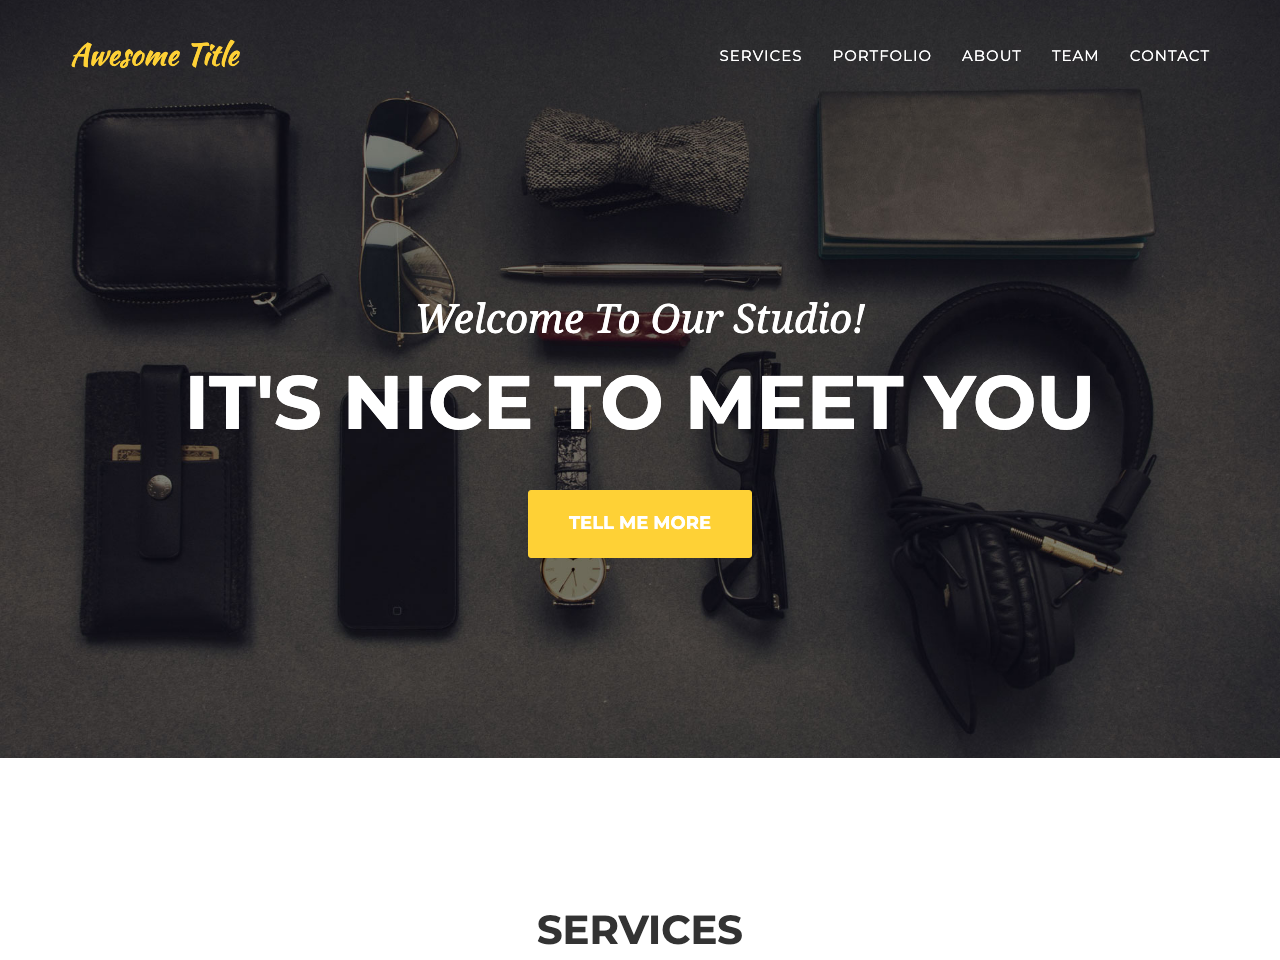 Awesome Title
SERVICES PORTFOLIO ABOUT TEAM CONTACT
Welcome To Our Studio!
IT'S NICE TO MEET YOU
TELL ME MORE
SERVICES